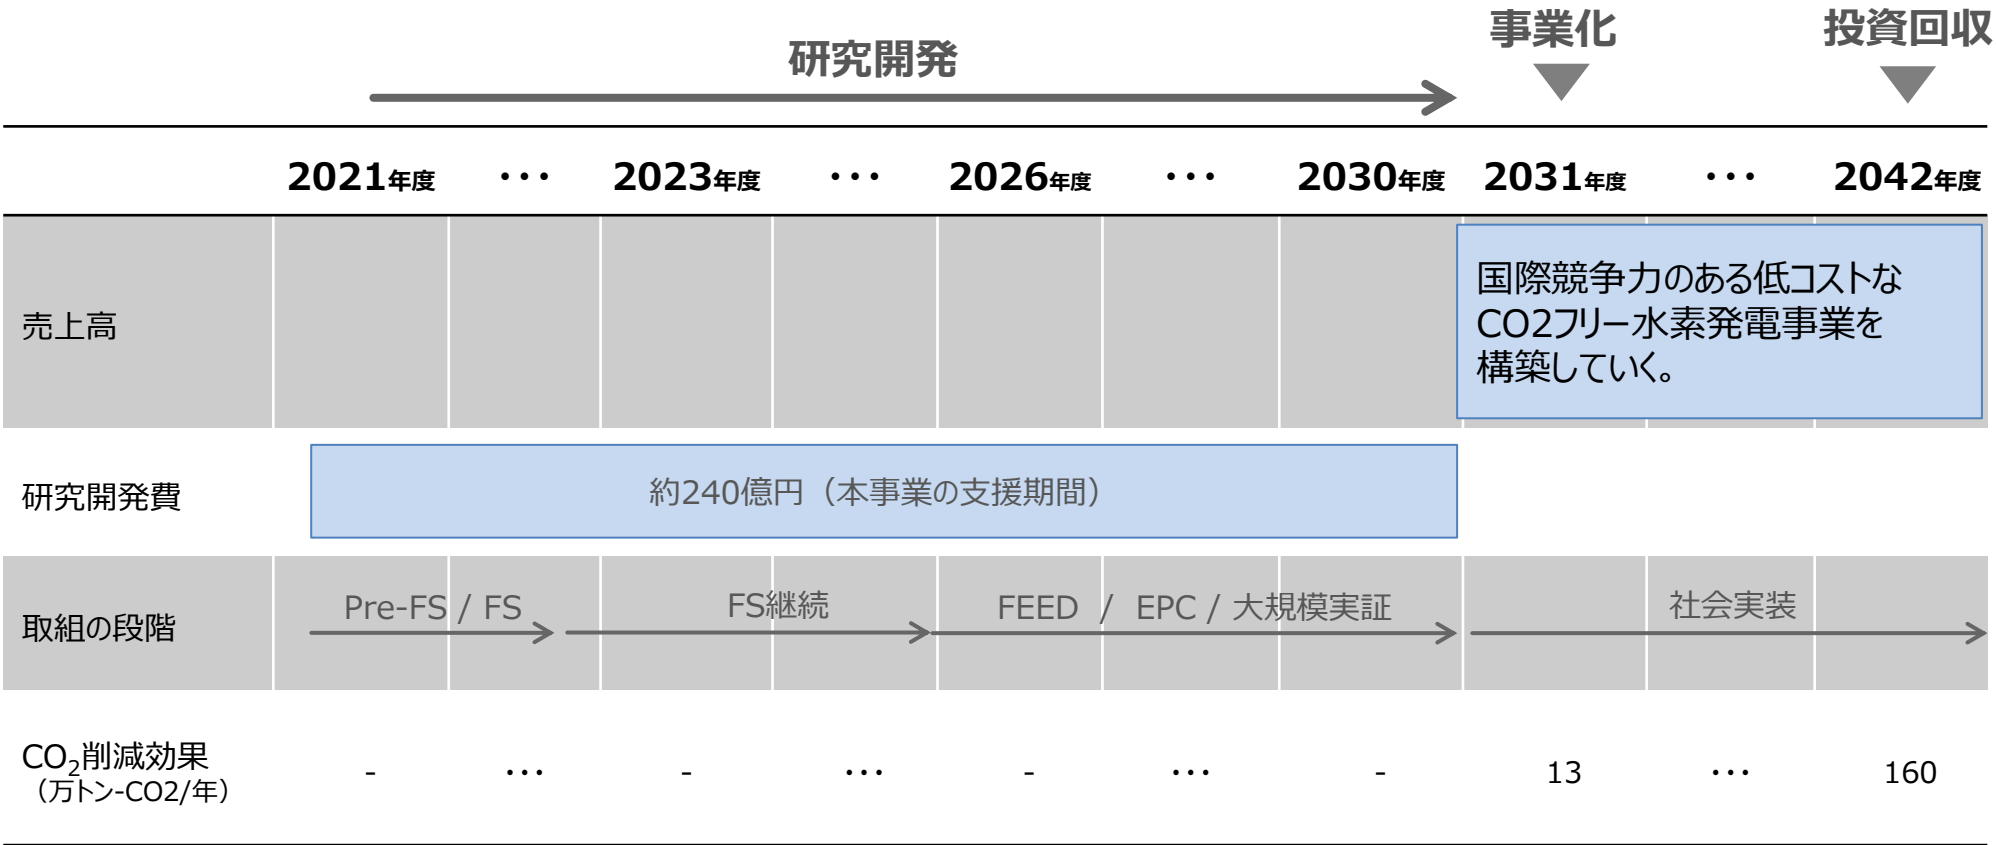 研究開発
事業化
投資回収
2021年度 ・・・ 2023年度 ・・・ 2026年度 ・・・ 2030年度 2031年度 ・・・ 2042年度
売上高
国際競争力のある低コストな
CO2フリー水素発電事業を
構築していく。
研究開発費
約240億円（本事業の支援期間）
取組の段階
Pre-FS / FS
FS継続
FEED / EPC / 大規模実証
社会実装
CO₂削減効果
（万トン-CO2/年）
- ・・・ - ・・・ - ・・・ - 13 ・・・ 160